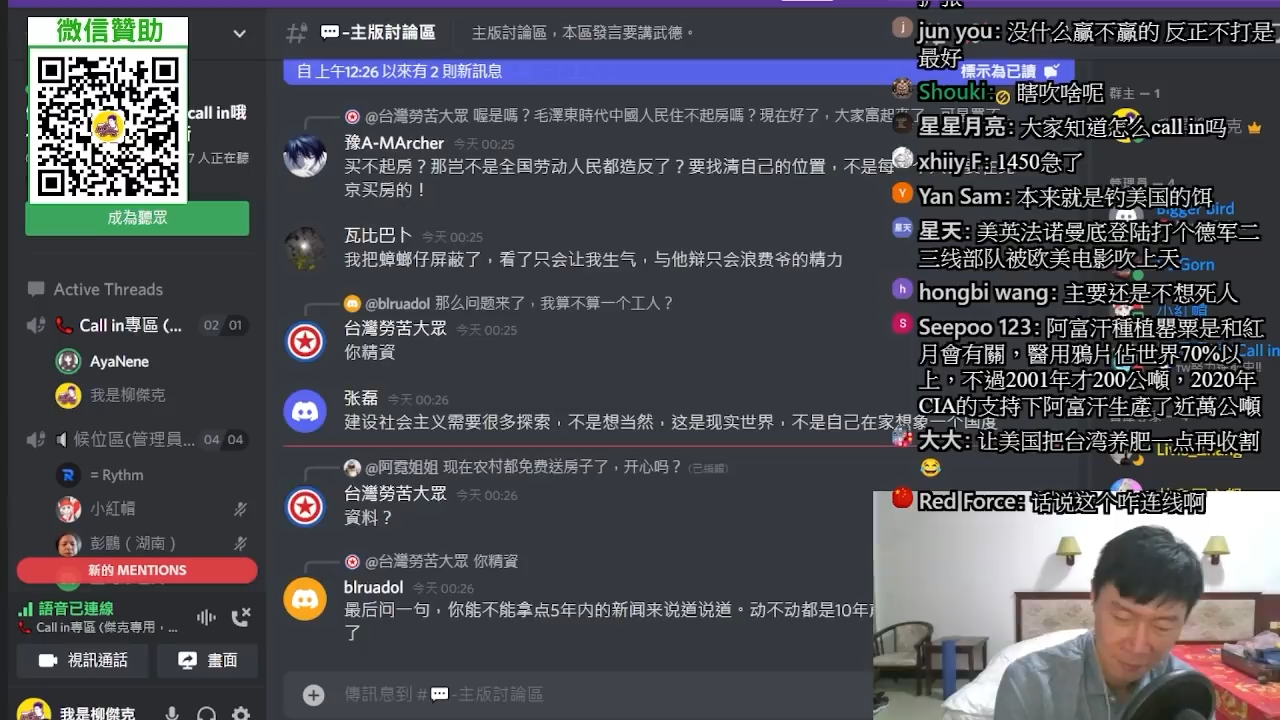 微信贊助
call in哦
7 人正在聽
成為聽眾
Active Threads
Call in專區 (... 02 01
AyaNene
我是柳傑克
候位區(管理員... 04 04
= Rythm
小紅帽
彭鵬（湖南）
新的 MENTIONS
語音已連線
Call in專區 (傑克專用，...
視訊通話
畫面
我是柳傑克
-主版討論區
主版討論區，本區發言要講武德。
自 上午12:26 以來有 2 則新訊息
標示為已讀
@台灣勞苦大眾 喔是嗎？毛澤東時代中國人民住不起房嗎？現在好了，大家富起
豫A-MArcher 今天 00:25
买不起房？那岂不是全国劳动人民都造反了？要找清自己的位置，不是每
京买房的！
瓦比巴卜 今天 00:25
我把蟑螂仔屏蔽了，看了只会让我生气，与他辩只会浪费爷的精力
@blruadol 那么问题来了，我算不算一个工人？
台灣勞苦大眾 今天 00:25
你精資
张磊 今天 00:26
建设社会主义需要很多探索，不是想当然，这是现实世界，不是自己在家想象一个国度
@阿霓姐姐 现在农村都免费送房子了，开心吗？ (已編輯)
台灣勞苦大眾 今天 00:26
資料？
@台灣勞苦大眾 你精資
blruadol 今天 00:26
最后问一句，你能不能拿点5年内的新闻来说道说道。动不动都是10年
了
傳訊息到 # -主版討論區
群主 — 1
管理員 — 4
Bigger Bird
Gorn
小紅帽
jun you: 没什么赢不赢的 反正不打是
最好
Shouki: 瞎吹啥呢
星星月亮: 大家知道怎么call in吗
xhiiy F: 1450急了
Yan Sam: 本来就是钓美国的饵
星天: 美英法诺曼底登陆打个德军二
三线部队被欧美电影吹上天
hongbi wang: 主要还是不想死人
Seepoo 123: 阿富汗種植罌粟是和紅
月會有關，醫用鴉片佔世界70%以
上，不過2001年才200公噸，2020年
CIA的支持下阿富汗生產了近萬公噸
大大: 让美国把台湾养肥一点再收割
Red Force: 话说这个咋连线啊